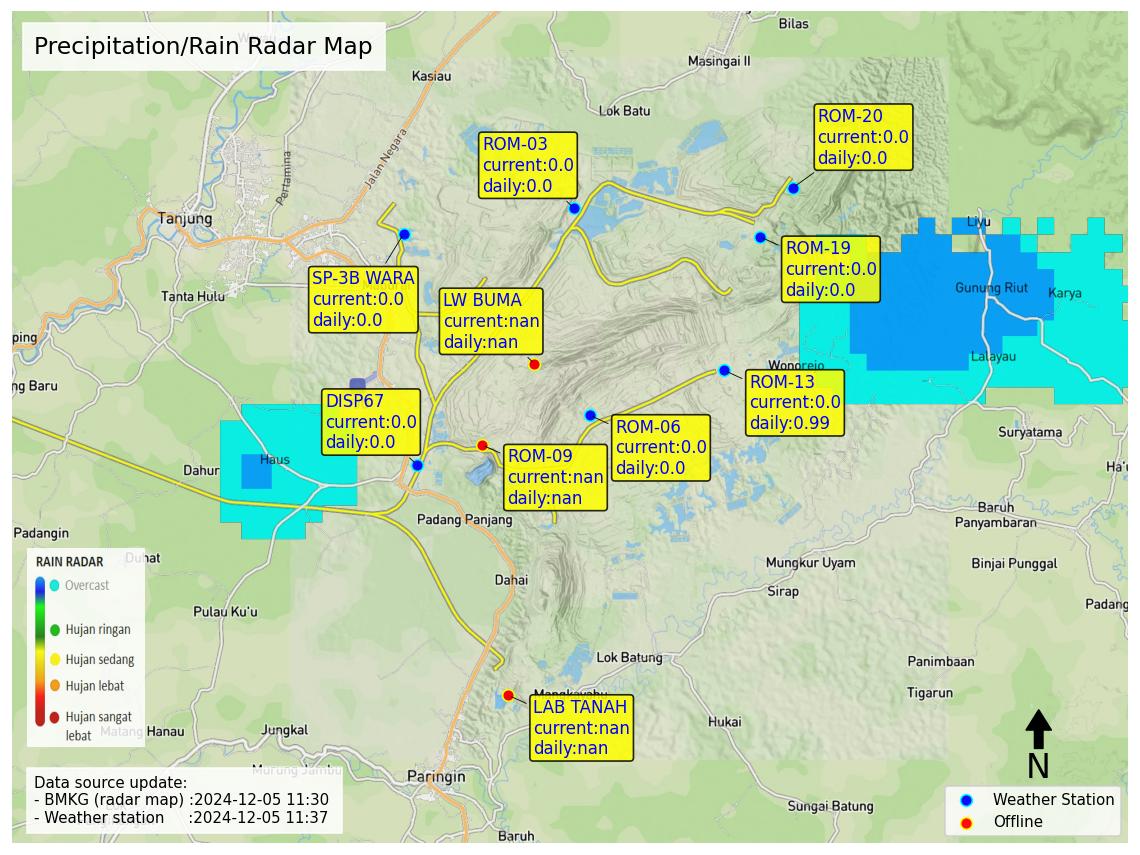 Precipitation/Rain Radar Map
Bilas
Masingai II
Kasiau
Lok Batu
Jalan Negara
Pertamina
Tanjung
Tanta Hulu
ping
ng Baru
ROM-20
current:0.0
daily:0.0
ROM-03
current:0.0
daily:0.0
ROM-19
current:0.0
daily:0.0
SP-3B WARA
current:0.0
daily:0.0
LW BUMA
current:nan
daily:nan
Liyu
Gunung Riut
Karya
Lalayau
Wonorejo
ROM-13
current:0.0
daily:0.99
DISP67
current:0.0
daily:0.0
ROM-06
current:0.0
daily:0.0
ROM-09
current:nan
daily:nan
Suryatama
Ha'u
Haus
Dahur
Padang Panjang
Padangin
Duhat
Baruh
Panyambaran
Binjai Punggal
Mungkur Uyam
Sirap
Padang
Dahai
Pulau Ku'u
Lok Batung
Panimbaan
Tigarun
Mangkayahu
LAB TANAH
current:nan
daily:nan
Hukai
Matang Hanau
Jungkal
Murung Jambu
Paringin
Sungai Batung
Baruh
RAIN RADAR
Overcast
Hujan ringan
Hujan sedang
Hujan lebat
Hujan sangat
lebat
Data source update:
- BMKG (radar map) :2024-12-05 11:30
- Weather station :2024-12-05 11:37
N
Weather Station
Offline